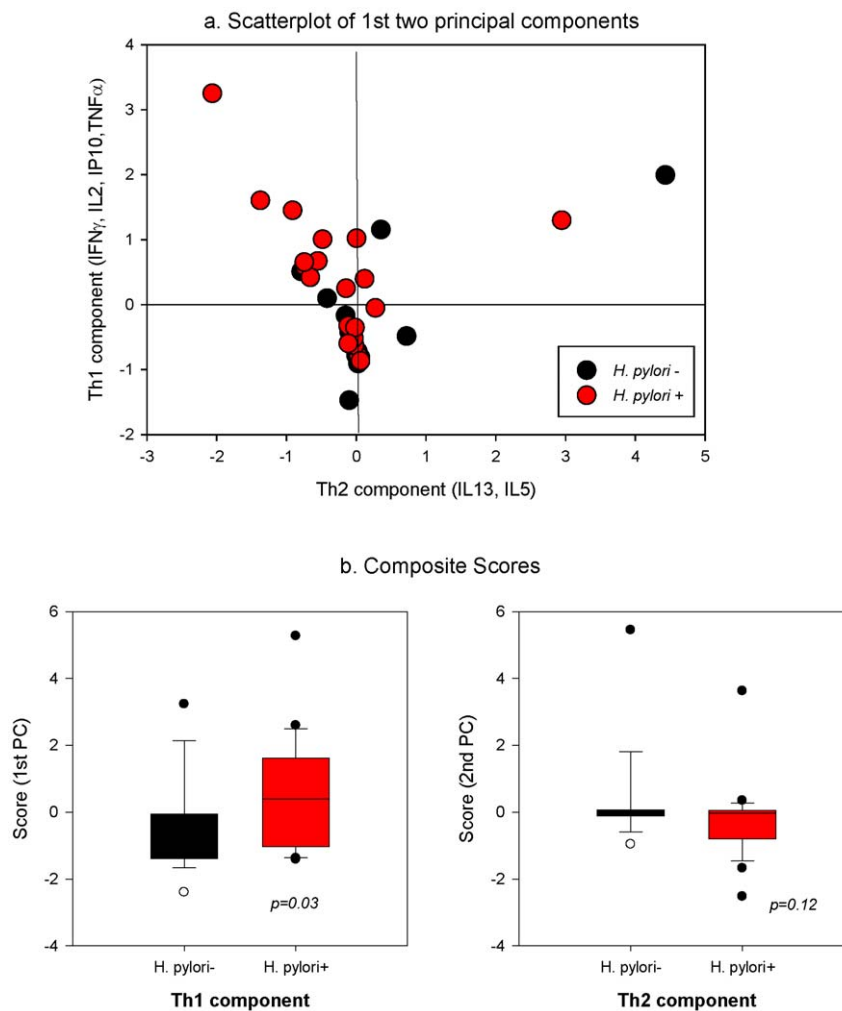 a. Scatterplot of 1st two principal components
Th1 component (IFNγ, IL2, IP10,TNFα)
4
3
2
1
0
-1
-2
-3
-2
-1
0
1
2
3
4
5
H. pylori -
H. pylori +
Th2 component (IL13, IL5)
b. Composite Scores
Score (1st PC)
6
4
2
0
-2
-4
p=0.03
H. pylori-
H. pylori+
Th1 component
Score (2nd PC)
6
4
2
0
-2
-4
p=0.12
H. pylori-
H. pylori+
Th2 component